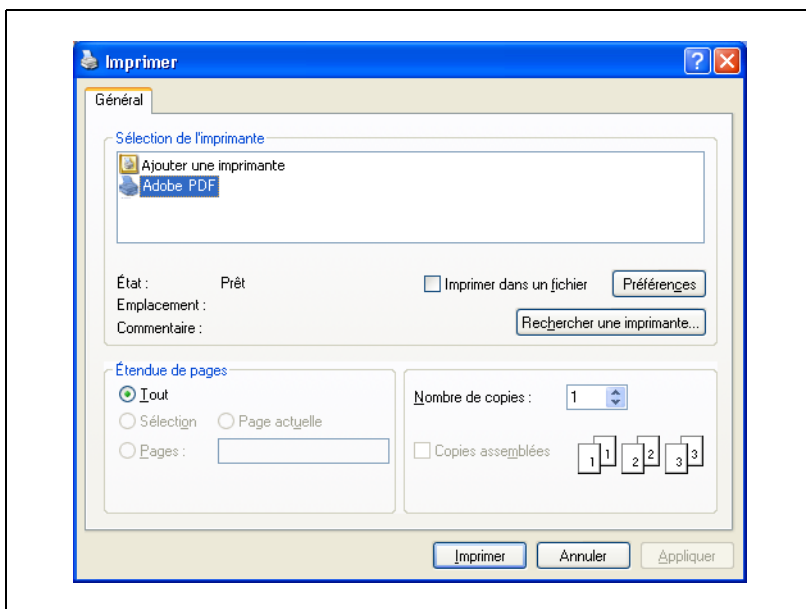 Imprimer
Général
Sélection de l'imprimante
Ajouter une imprimante
Adobe PDF
État : Prêt
Emplacement :
Commentaire :
Imprimer dans un fichier
Préférences
Rechercher une imprimante...
Étendue de pages
Tout
Sélection Page actuelle
Pages :
Nombre de copies : 1
Copies assemblées
1 1 2 2 3 3
Imprimer Annuler Appliquer